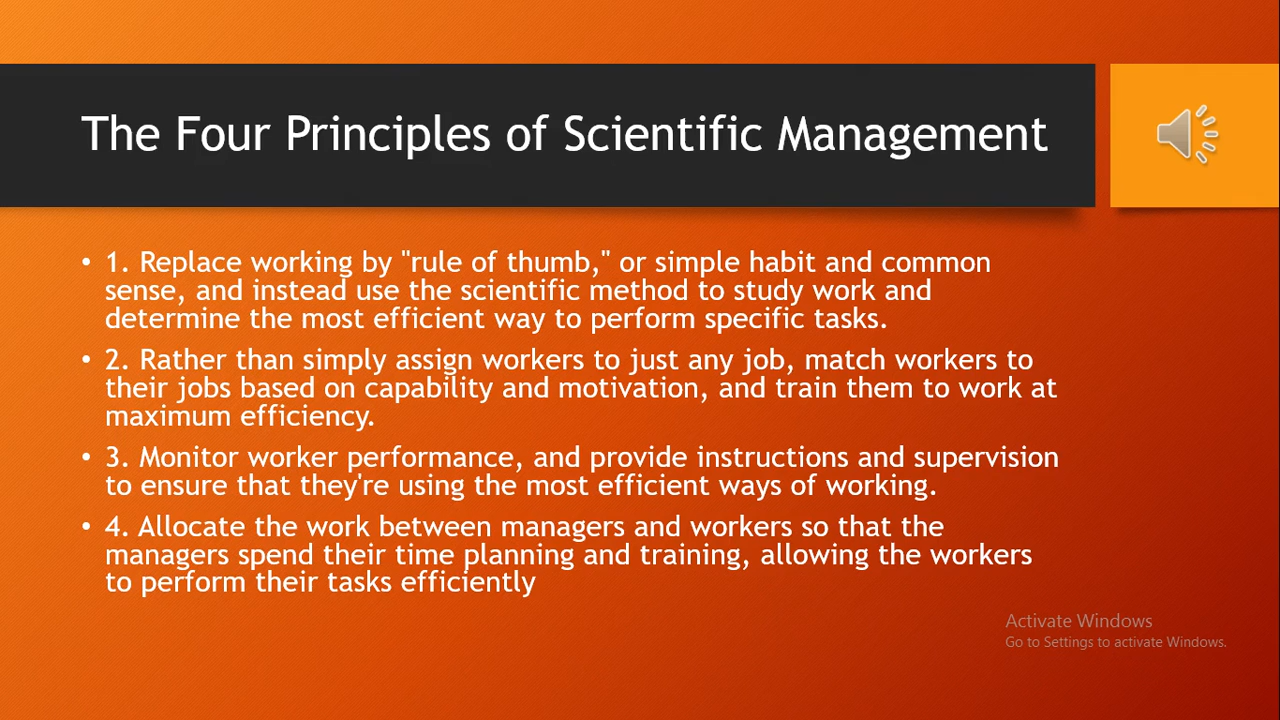 The Four Principles of Scientific Management
• 1. Replace working by "rule of thumb," or simple habit and common
sense, and instead use the scientific method to study work and
determine the most efficient way to perform specific tasks.
• 2. Rather than simply assign workers to just any job, match workers to
their jobs based on capability and motivation, and train them to work at
maximum efficiency.
• 3. Monitor worker performance, and provide instructions and supervision
to ensure that they're using the most efficient ways of working.
• 4. Allocate the work between managers and workers so that the
managers spend their time planning and training, allowing the workers
to perform their tasks efficiently
Activate Windows
Go to Settings to activate Windows.